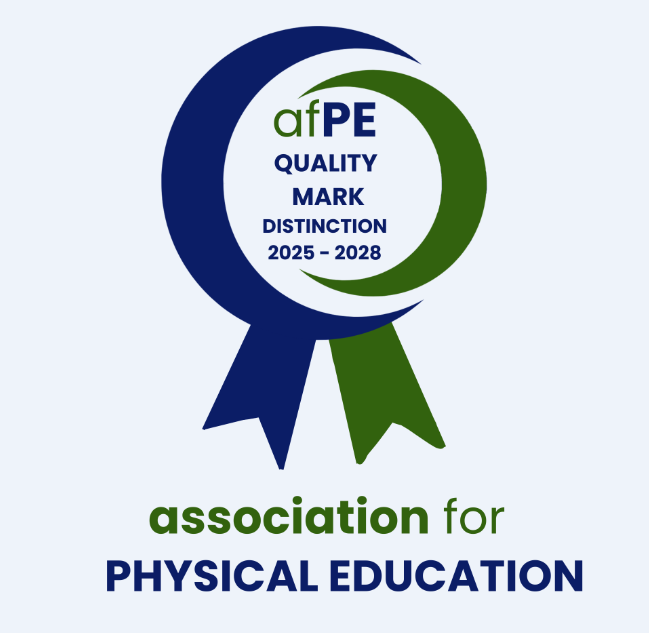 afPE
QUALITY
MARK
DISTINCTION
2025 - 2028
association for
PHYSICAL EDUCATION